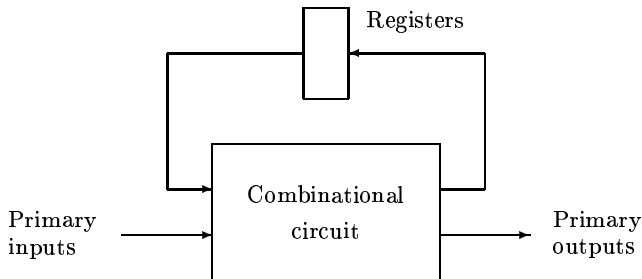 Registers
Combinational
circuit
Primary
inputs
Primary
outputs